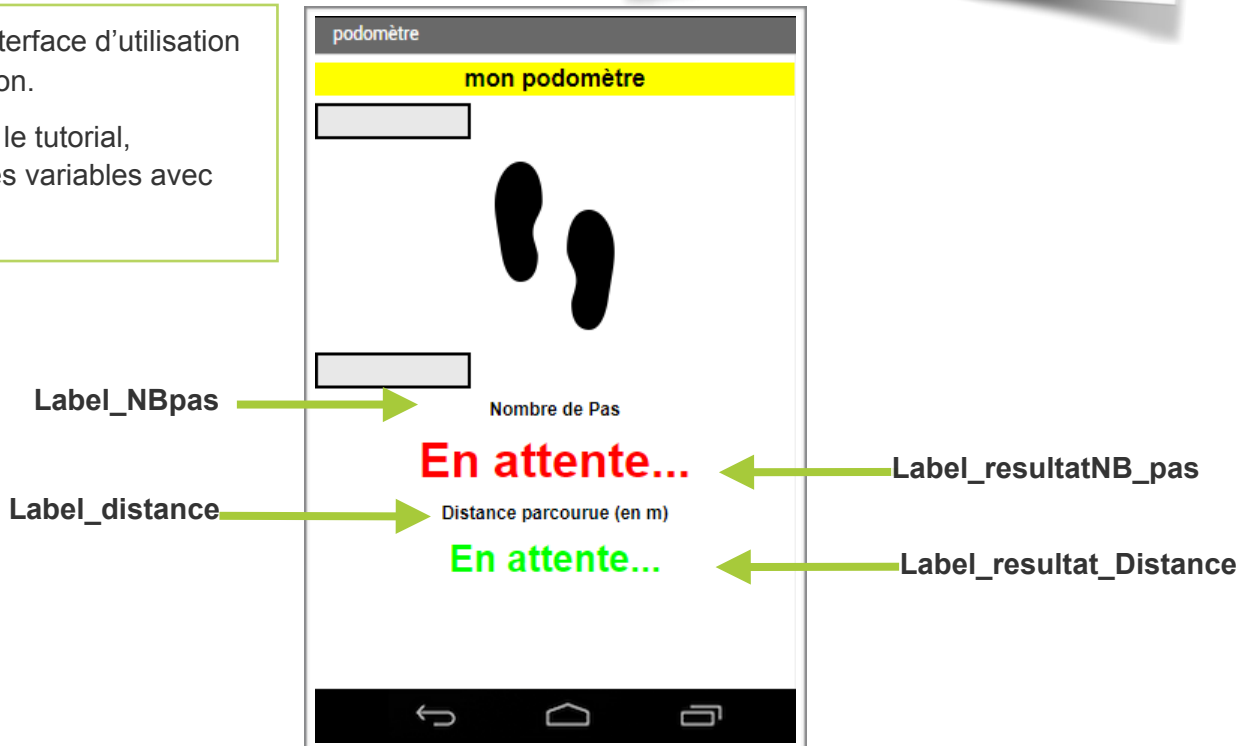 terface d’utilisation
on.
le tutorial,
es variables avec
podomètre
mon podomètre
Label_NBpas
Nombre de Pas
En attente...
Label_resultatNB_pas
Label_distance
Distance parcourue (en m)
En attente...
Label_resultat_Distance